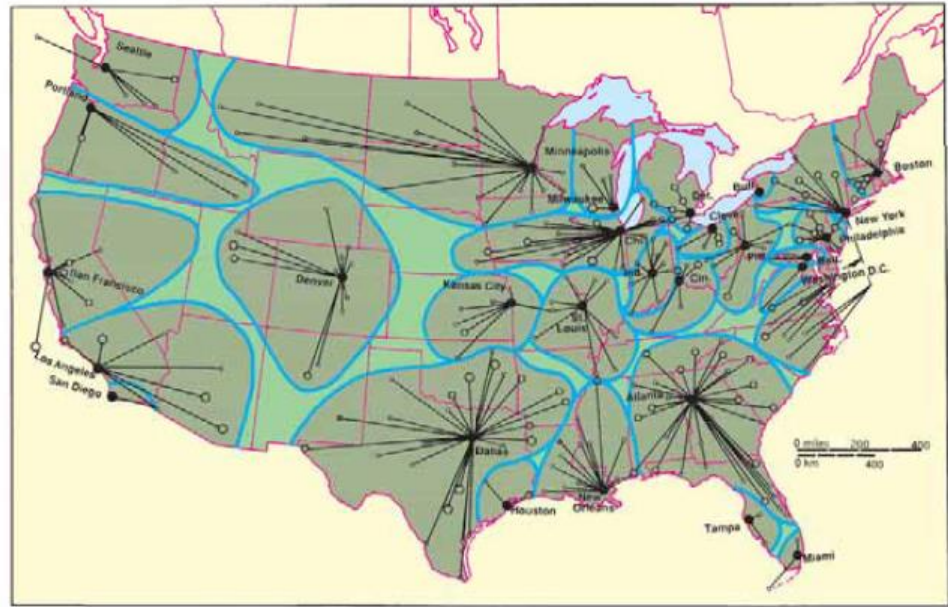 Seattle
Portland
Minneapolis
Milwaukee
Det.
Buff
Boston
New York
Cleve
Philadelphia
Chi.
Pitt
Balt.
Washington D.C.
San Francisco
Denver
Kansas City
Ind.
Cin.
St.
Louis
Los Angeles
San Diego
Atlanta
Dallas
0 miles 200 400
0 km 400
New
Orleans
Houston
Tampa
Miami